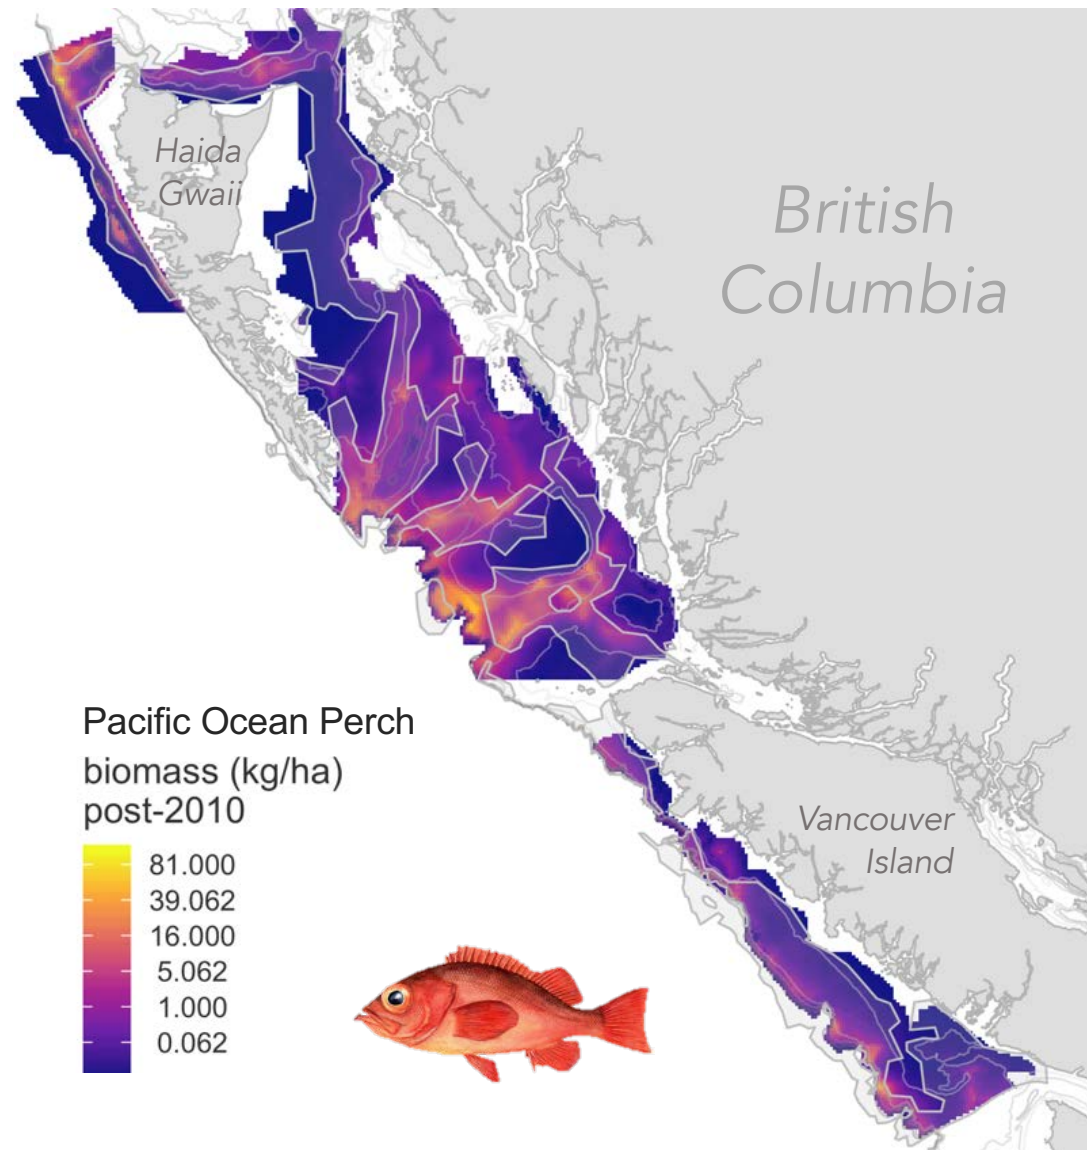 Haida
Gwaii
British
Columbia
Pacific Ocean Perch
biomass (kg/ha)
post-2010
81.000
39.062
16.000
5.062
1.000
0.062
Vancouver
Island